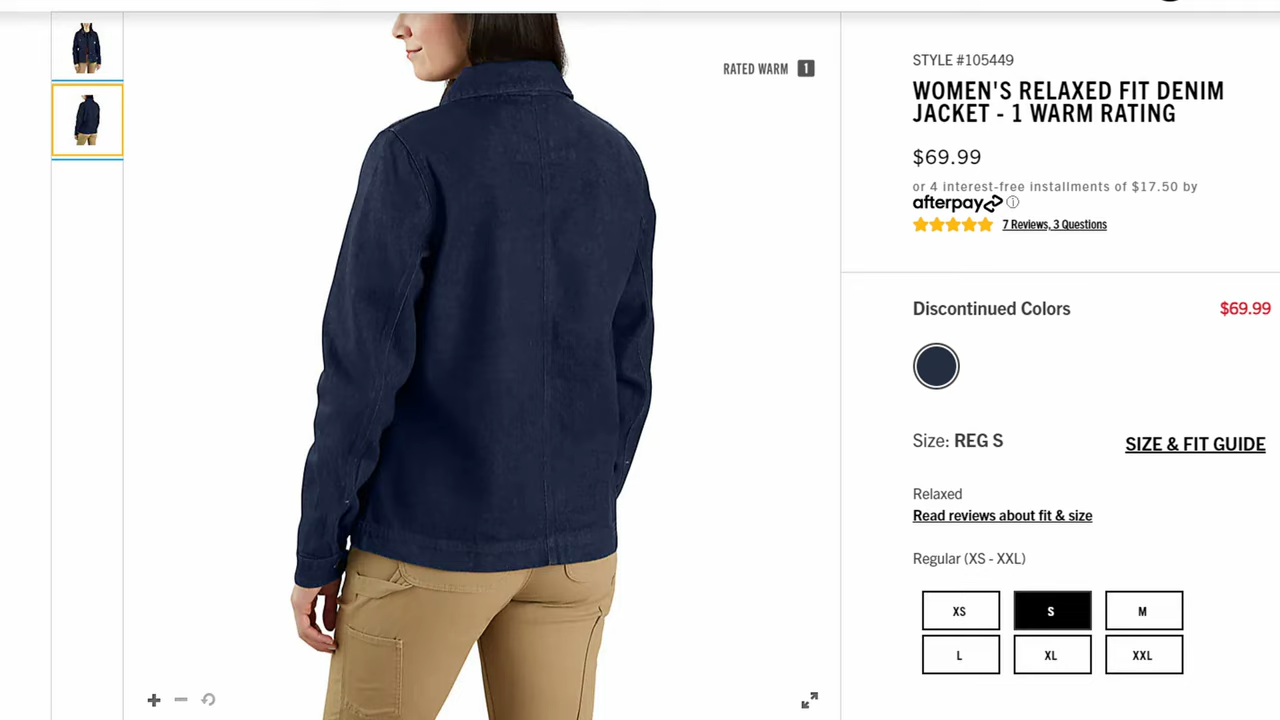 RATED WARM 1
STYLE #105449
WOMEN'S RELAXED FIT DENIM
JACKET - 1 WARM RATING
$69.99
or 4 interest-free installments of $17.50 by
afterpay
7 Reviews, 3 Questions
Discontinued Colors $69.99
Size: REG S SIZE & FIT GUIDE
Relaxed
Read reviews about fit & size
Regular (XS - XXL)
XS S M
L XL XXL